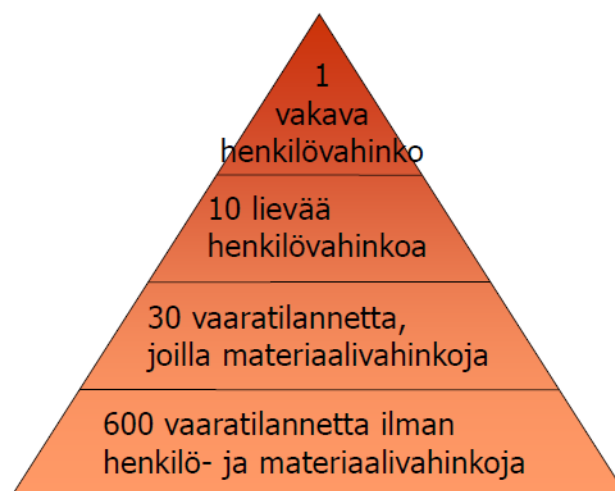 1
vakava
henkilövahinko
10 lievää
henkilövahinkoa
30 vaaratilannetta,
joilla materiaalivahinkoja
600 vaaratilannetta ilman
henkilö- ja materiaalivahinkoja